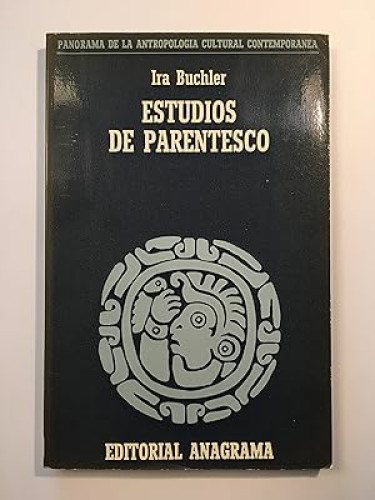 PANORAMA DE LA ANTROPOLOGIA CULTURAL CONTEMPORANEA
Ira Buchler
ESTUDIOS
DE PARENTESCO
EDITORIAL ANAGRAMA